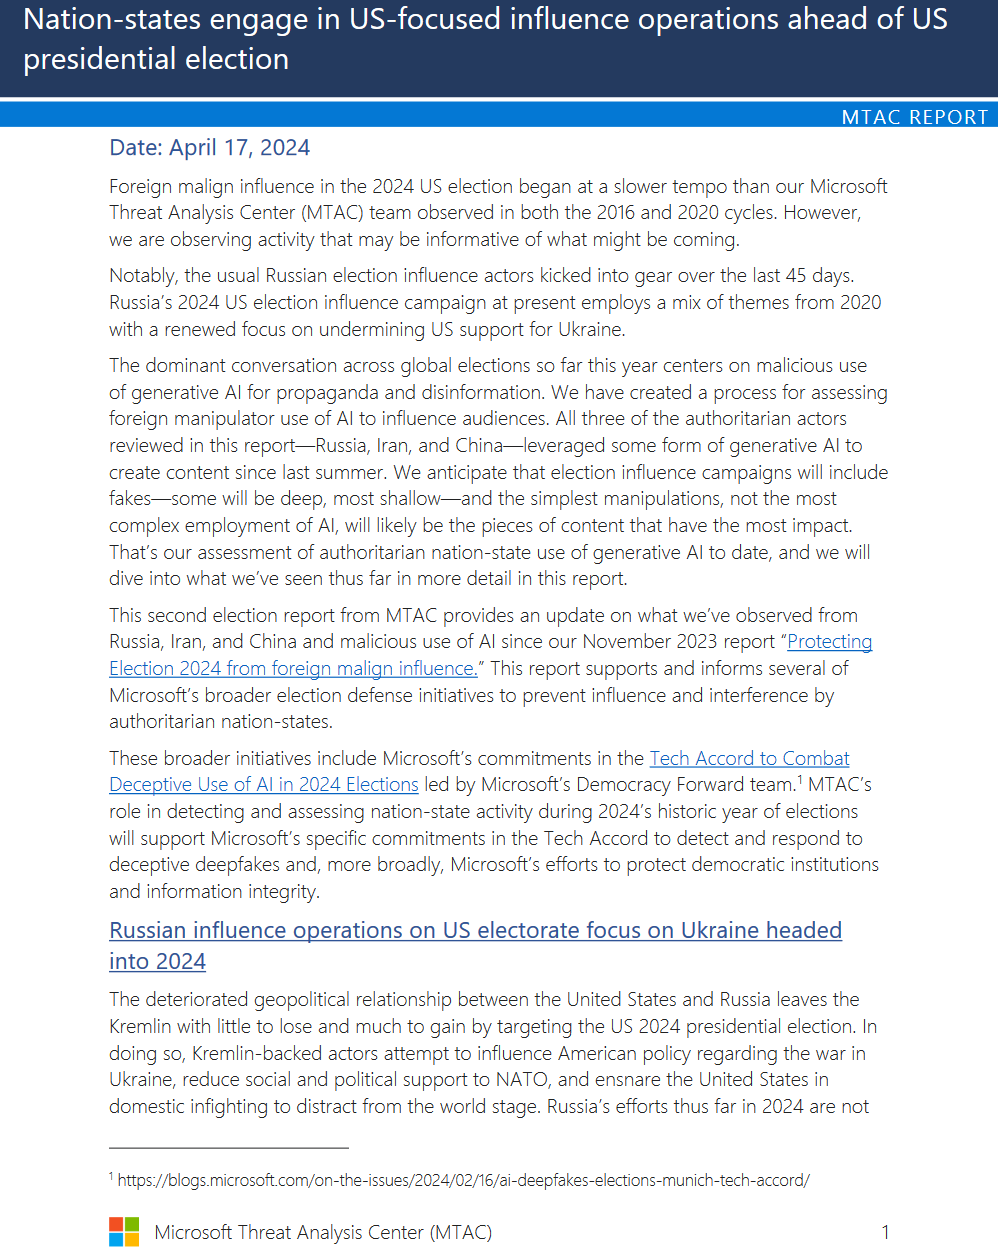 Nation-states engage in US-focused influence operations ahead of US
presidential election
MTAC REPORT
Date: April 17, 2024
Foreign malign influence in the 2024 US election began at a slower tempo than our Microsoft
Threat Analysis Center (MTAC) team observed in both the 2016 and 2020 cycles. However,
we are observing activity that may be informative of what might be coming.
Notably, the usual Russian election influence actors kicked into gear over the last 45 days.
Russia’s 2024 US election influence campaign at present employs a mix of themes from 2020
with a renewed focus on undermining US support for Ukraine.
The dominant conversation across global elections so far this year centers on malicious use
of generative AI for propaganda and disinformation. We have created a process for assessing
foreign manipulator use of AI to influence audiences. All three of the authoritarian actors
reviewed in this report—Russia, Iran, and China—leveraged some form of generative AI to
create content since last summer. We anticipate that election influence campaigns will include
fakes—some will be deep, most shallow—and the simplest manipulations, not the most
complex employment of AI, will likely be the pieces of content that have the most impact.
That’s our assessment of authoritarian nation-state use of generative AI to date, and we will
dive into what we’ve seen thus far in more detail in this report.
This second election report from MTAC provides an update on what we’ve observed from
Russia, Iran, and China and malicious use of AI since our November 2023 report “Protecting
Election 2024 from foreign malign influence.” This report supports and informs several of
Microsoft’s broader election defense initiatives to prevent influence and interference by
authoritarian nation-states.
These broader initiatives include Microsoft’s commitments in the Tech Accord to Combat
Deceptive Use of AI in 2024 Elections led by Microsoft’s Democracy Forward team.¹ MTAC’s
role in detecting and assessing nation-state activity during 2024’s historic year of elections
will support Microsoft’s specific commitments in the Tech Accord to detect and respond to
deceptive deepfakes and, more broadly, Microsoft’s efforts to protect democratic institutions
and information integrity.
Russian influence operations on US electorate focus on Ukraine headed
into 2024
The deteriorated geopolitical relationship between the United States and Russia leaves the
Kremlin with little to lose and much to gain by targeting the US 2024 presidential election. In
doing so, Kremlin-backed actors attempt to influence American policy regarding the war in
Ukraine, reduce social and political support to NATO, and ensnare the United States in
domestic infighting to distract from the world stage. Russia’s efforts thus far in 2024 are not
¹ https://blogs.microsoft.com/on-the-issues/2024/02/16/ai-deepfakes-elections-munich-tech-accord/
Microsoft Threat Analysis Center (MTAC) 1